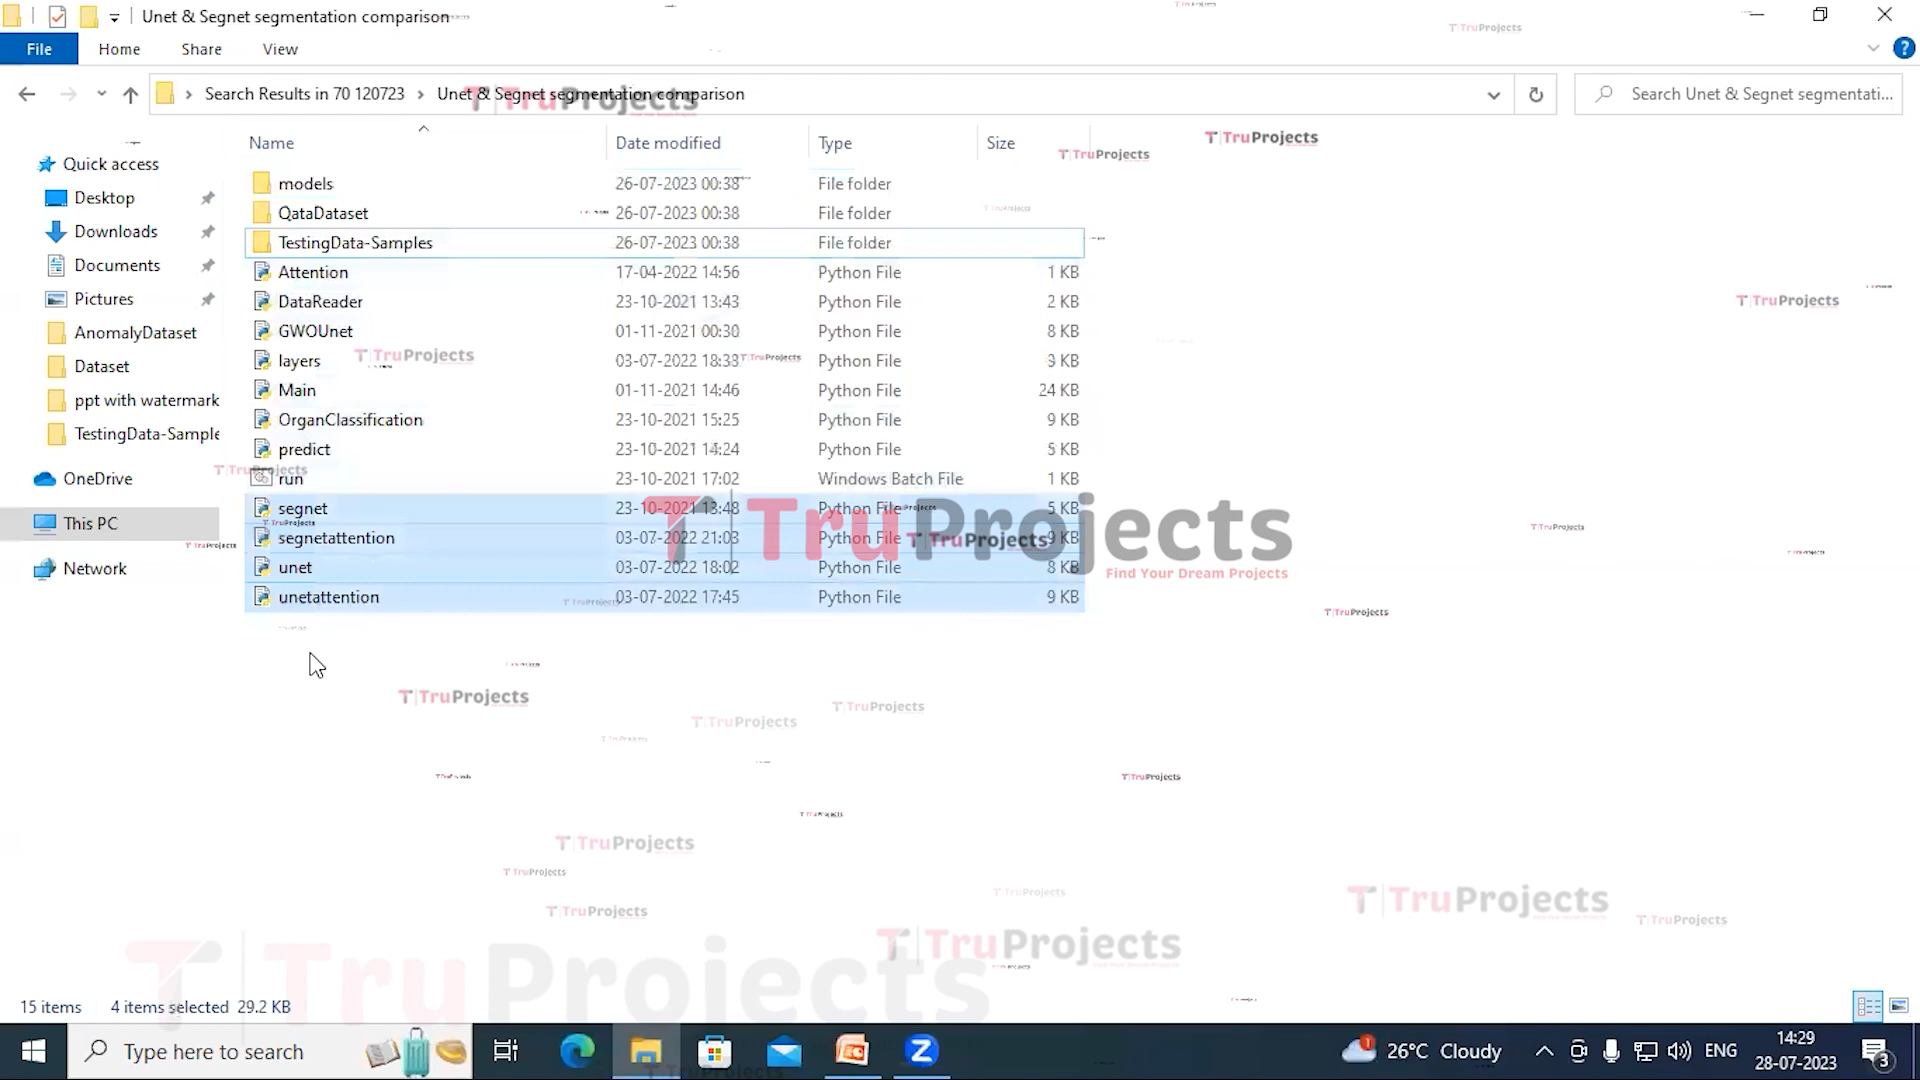 Unet & Segnet segmentation comparison
File Home Share View
Search Results in 70 120723 Unet & Segnet segmentation comparison
Search Unet & Segnet segmentati...
Name Date modified Type Size
Quick access
Desktop
Downloads
Documents
Pictures
AnomalyDataset
Dataset
ppt with watermark
TestingData-Sample
OneDrive
This PC
Network
models 26-07-2023 00:38 File folder
QataDataset 26-07-2023 00:38 File folder
TestingData-Samples 26-07-2023 00:38 File folder
Attention 17-04-2022 14:56 Python File 1 KB
DataReader 23-10-2021 13:43 Python File 2 KB
GWOUnet 01-11-2021 00:30 Python File 8 KB
layers 03-07-2022 18:33 Python File 3 KB
Main 01-11-2021 14:46 Python File 24 KB
OrganClassification 23-10-2021 15:25 Python File 9 KB
predict 23-10-2021 14:24 Python File 5 KB
run 23-10-2021 17:02 Windows Batch File 1 KB
segnet 23-10-2021 13:48 Python File 5 KB
segnetattention 03-07-2022 21:03 Python File 9 KB
unet 03-07-2022 18:02 Python File 8 KB
unetattention 03-07-2022 17:45 Python File 9 KB
TruProjects
Find Your Dream Projects
15 items 4 items selected 29.2 KB
Type here to search
26°C Cloudy
ENG
14:29
28-07-2023
3